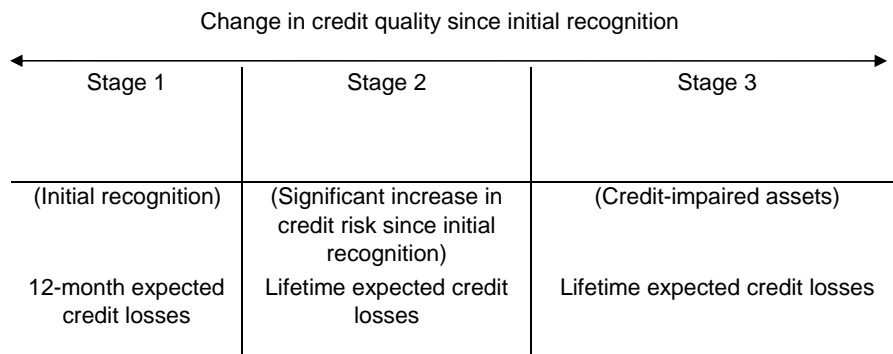 Change in credit quality since initial recognition
Stage 1
Stage 2
Stage 3
(Initial recognition)
(Significant increase in
credit risk since initial
recognition)
(Credit-impaired assets)
12-month expected
credit losses
Lifetime expected credit
losses
Lifetime expected credit losses